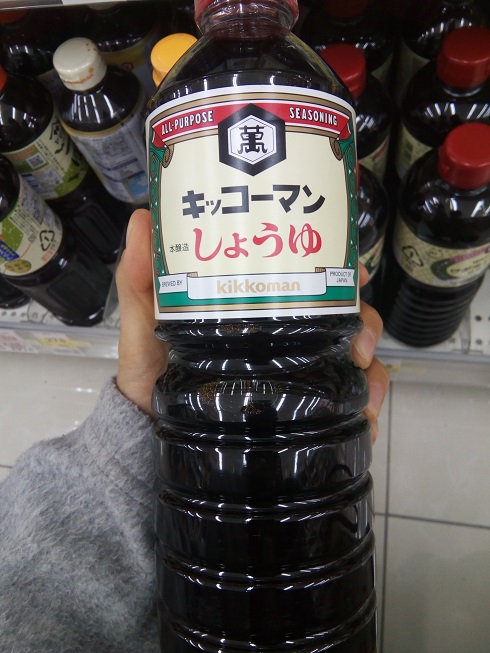 ALL-PURPOSE SEASONING
萬
キッコーマン
本醸造
しょうゆ
BREWED BY
kikkoman
PRODUCT OF
JAPAN